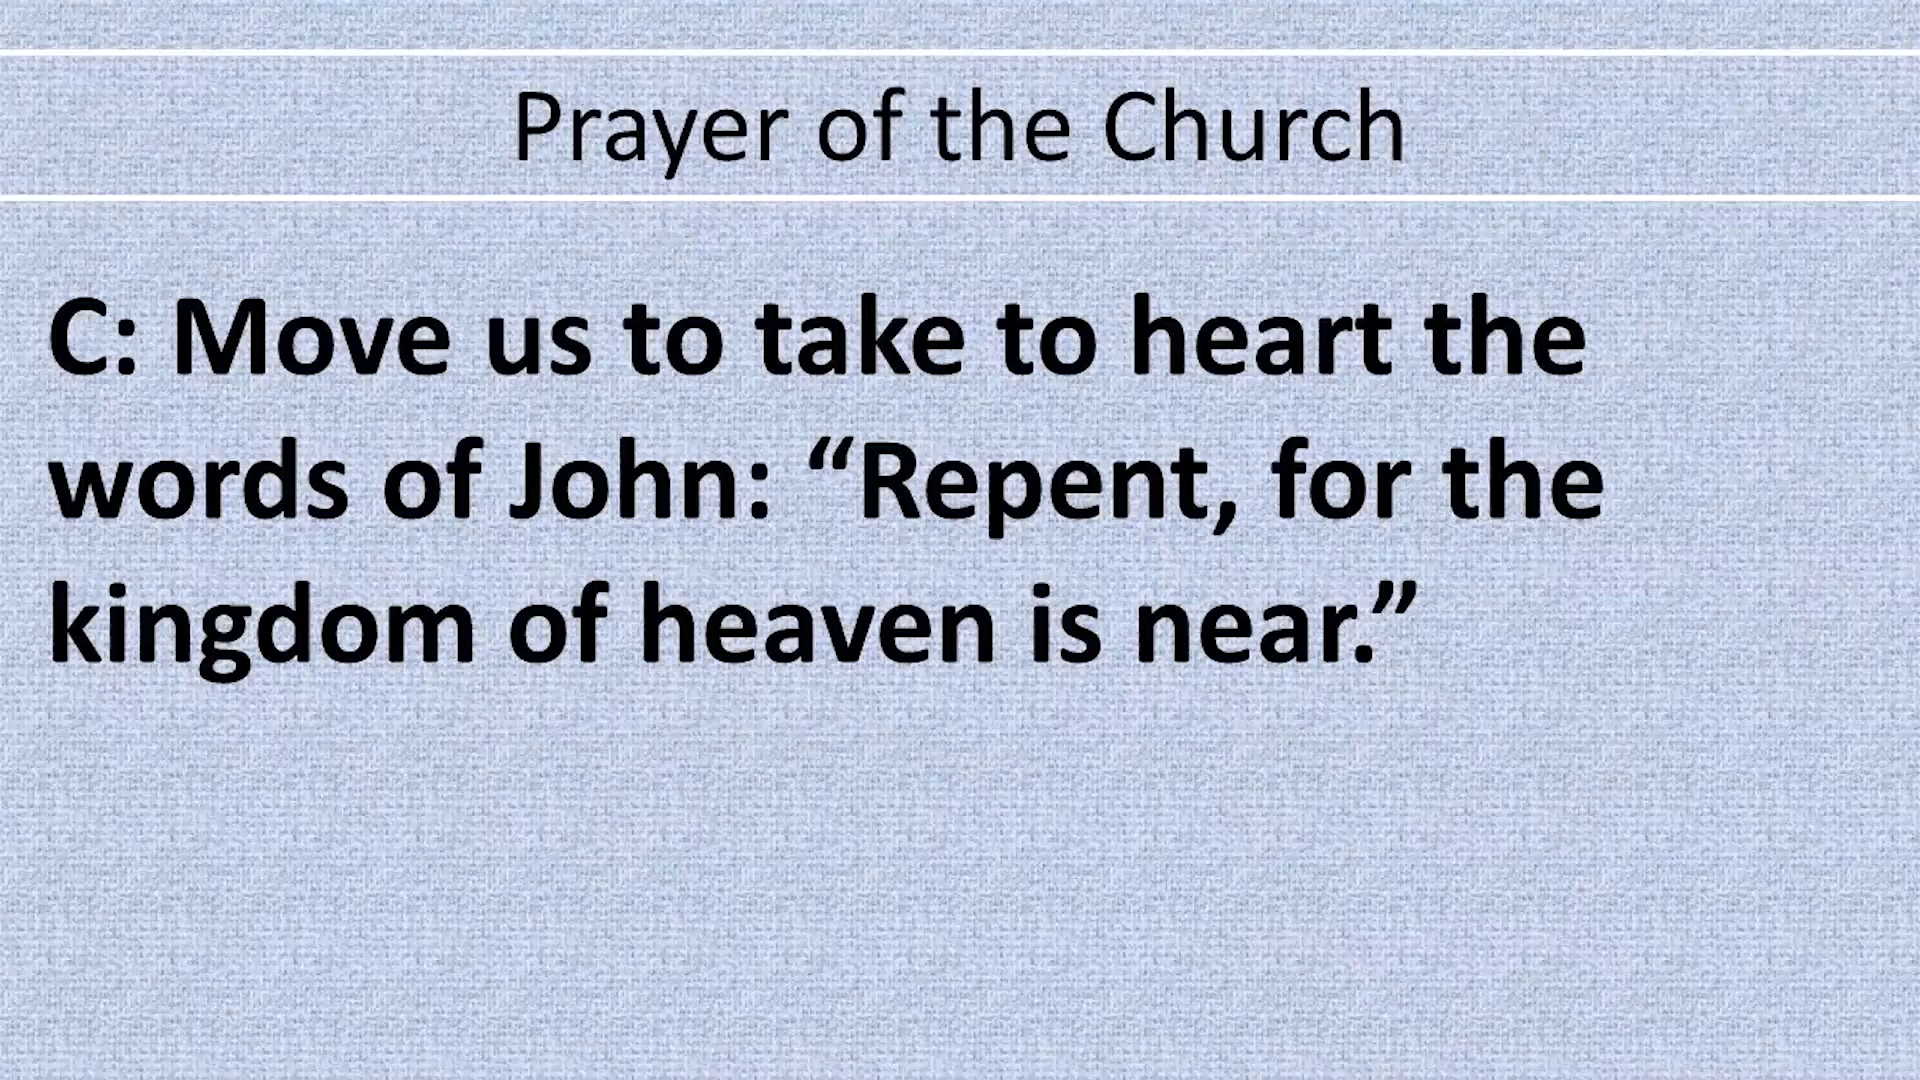 Prayer of the Church
C: Move us to take to heart the
words of John: “Repent, for the
kingdom of heaven is near.”